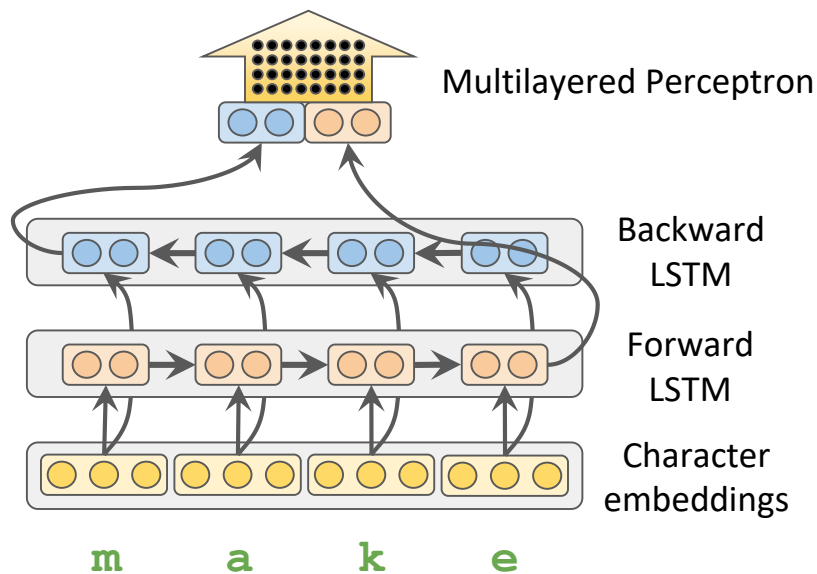 Multilayered Perceptron
Backward
LSTM
Forward
LSTM
Character
embeddings
m a k e